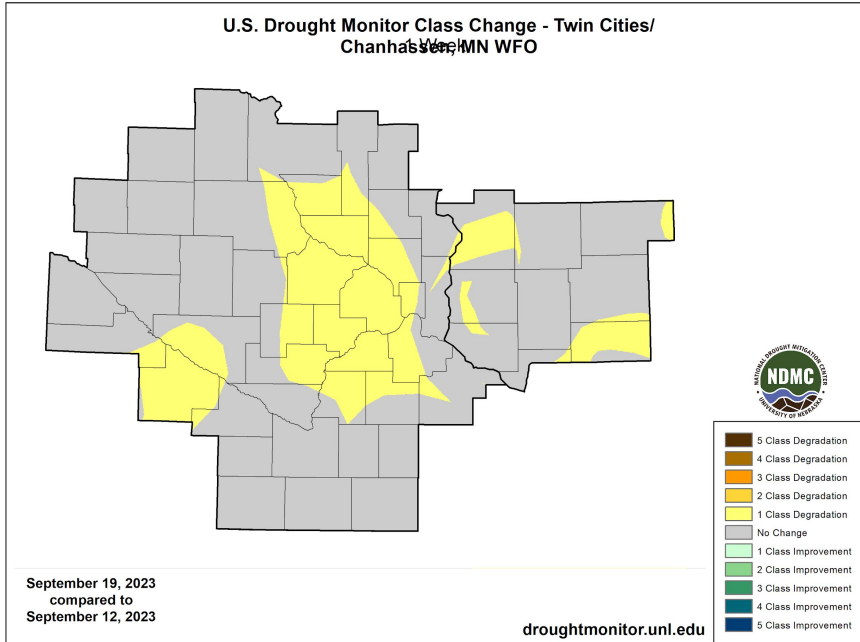 U.S. Drought Monitor Class Change - Twin Cities/
Chanhassen, MN WFO
1 Week
NATIONAL DROUGHT MITIGATION CENTER
NDMC
UNIVERSITY OF NEBRASKA
5 Class Degradation
4 Class Degradation
3 Class Degradation
2 Class Degradation
1 Class Degradation
No Change
1 Class Improvement
2 Class Improvement
3 Class Improvement
4 Class Improvement
5 Class Improvement
September 19, 2023
compared to
September 12, 2023
droughtmonitor.unl.edu